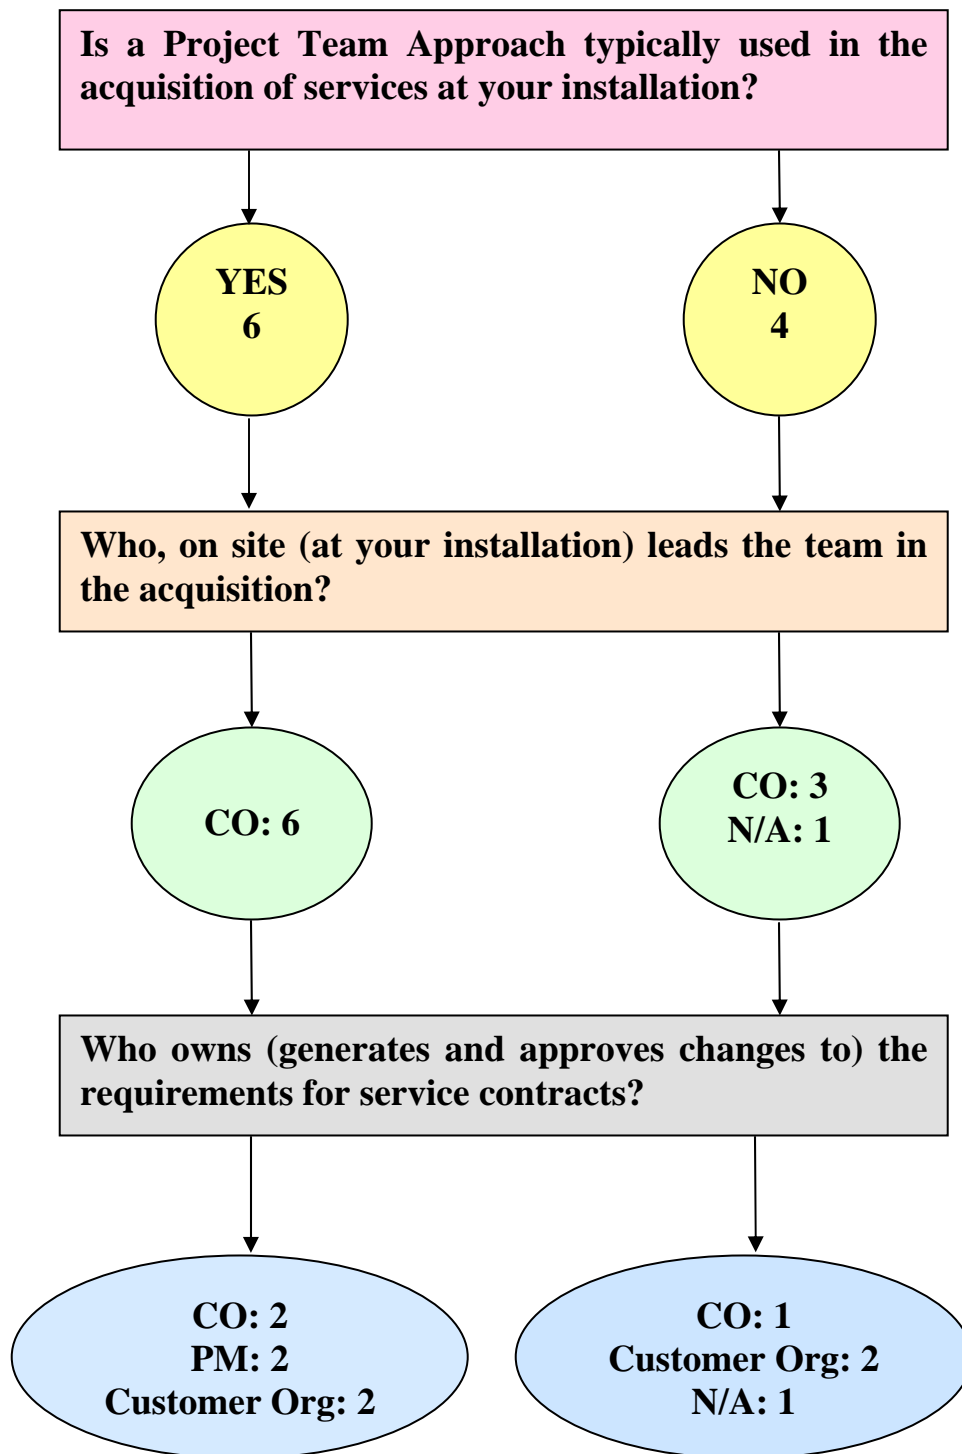 Is a Project Team Approach typically used in the
acquisition of services at your installation?
YES
6
NO
4
Who, on site (at your installation) leads the team in
the acquisition?
CO: 6
CO: 3
N/A: 1
Who owns (generates and approves changes to) the
requirements for service contracts?
CO: 2
PM: 2
Customer Org: 2
CO: 1
Customer Org: 2
N/A: 1